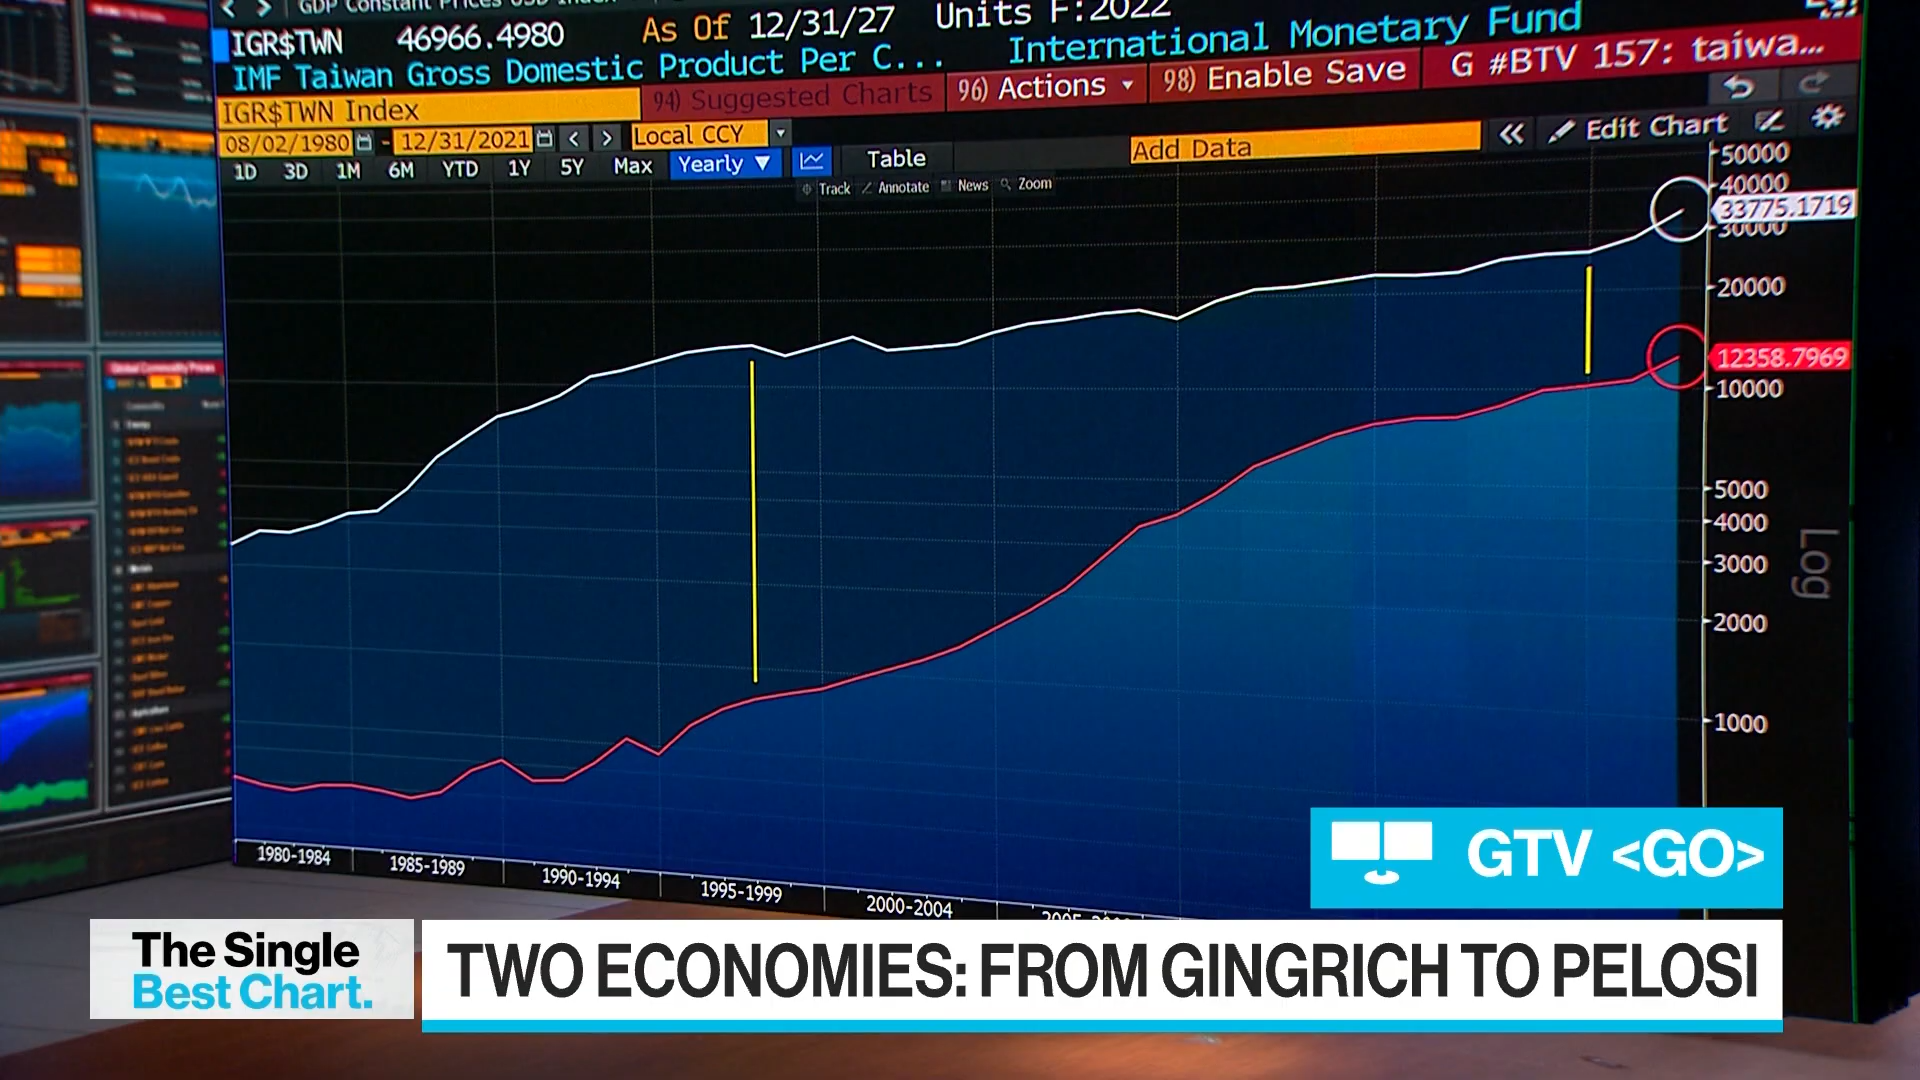 GDP Constant Prices USD Index
IGR$TWN 46966.4980 As Of 12/31/27 Units F:2022
IMF Taiwan Gross Domestic Product Per C... International Monetary Fund
IGR$TWN Index 94) Suggested Charts 96) Actions 98) Enable Save G #BTV 157: taiwa...
08/02/1980 - 12/31/2021 Local CCY Add Data Edit Chart
1D 3D 1M 6M YTD 1Y 5Y Max Yearly Table
Track Annotate News Zoom
50000
40000
33775.1719
30000
20000
12358.7969
10000
5000
4000
3000
2000
1000
Log
1980-1984 1985-1989 1990-1994 1995-1999 2000-2004
Global Commodity Prices
GTV <GO>
The Single
Best Chart.
TWO ECONOMIES: FROM GINGRICH TO PELOSI